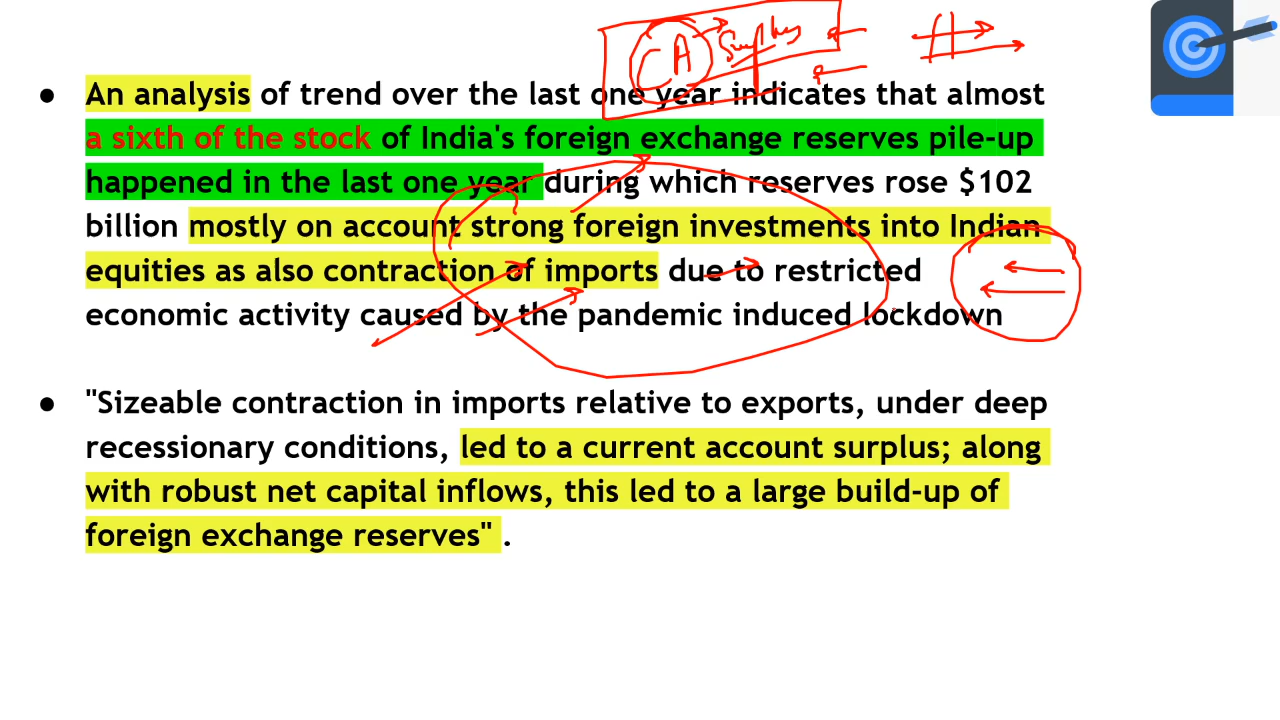 CA Surplus
● An analysis of trend over the last one year indicates that almost
a sixth of the stock of India's foreign exchange reserves pile-up
happened in the last one year during which reserves rose $102
billion mostly on account strong foreign investments into Indian
equities as also contraction of imports due to restricted
economic activity caused by the pandemic induced lockdown
● "Sizeable contraction in imports relative to exports, under deep
recessionary conditions, led to a current account surplus; along
with robust net capital inflows, this led to a large build-up of
foreign exchange reserves" .